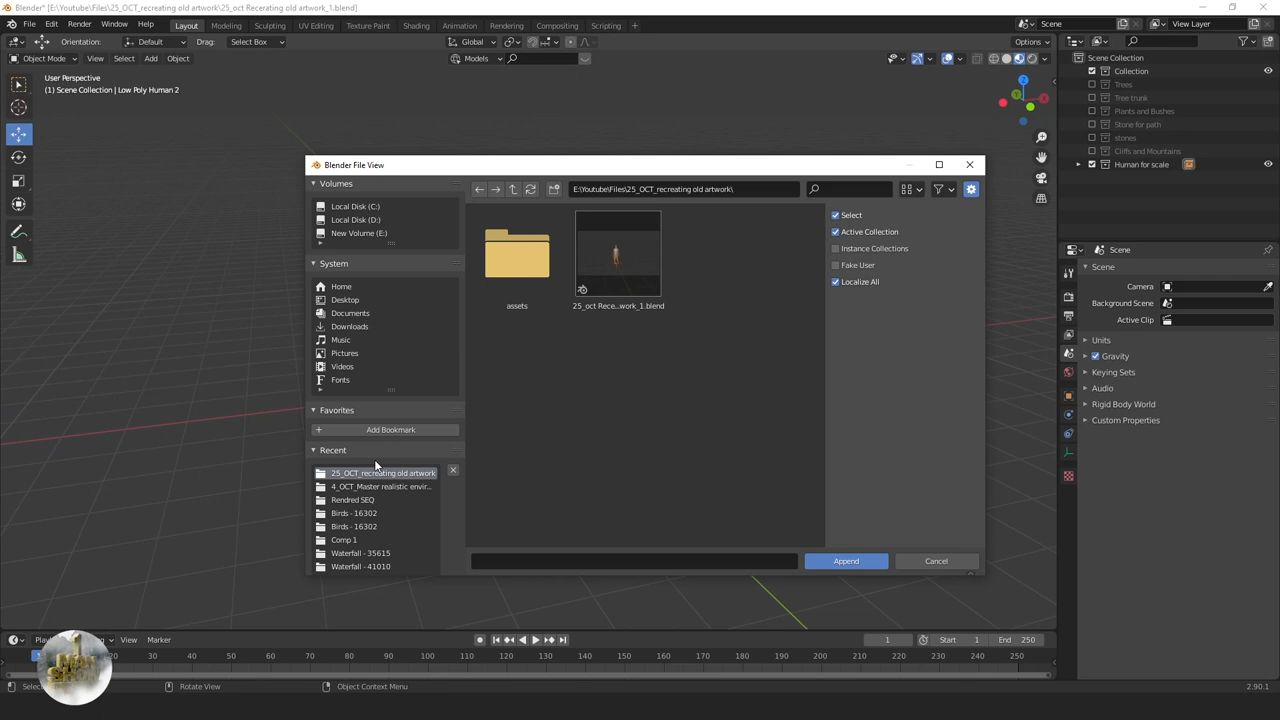 Blender* [E:\Youtube\Files\25_OCT_recreating old artwork\25_oct Recerating old artwork_1.blend]
File Edit Render Window Help Layout Modeling Sculpting UV Editing Texture Paint Shading Animation Rendering Compositing Scripting + Scene View Layer
Orientation: Default Drag: Select Box Global Options
Object Mode View Select Add Object Models
User Perspective
(1) Scene Collection | Low Poly Human 2
Z
Y X
Scene Collection
Collection
Trees
Tree trunk
Plants and Bushes
Stone for path
stones
Cliffs and Mountains
Human for scale
Scene
Scene
Camera
Background Scene
Active Clip
Units
Gravity
Keying Sets
Audio
Rigid Body World
Custom Properties
Blender File View
Volumes
Local Disk (C:)
Local Disk (D:)
New Volume (E:)
System
Home
Desktop
Documents
Downloads
Music
Pictures
Videos
Fonts
Favorites
Add Bookmark
Recent
25_OCT_recreating old artwork
4_OCT_Master realistic envir...
Rendred SEQ
Birds - 16302
Birds - 16302
Comp 1
Waterfall - 35615
Waterfall - 41010
E:\Youtube\Files\25_OCT_recreating old artwork\
assets
25_oct Rece...work_1.blend
Select
Active Collection
Instance Collections
Fake User
Localize All
Append Cancel
View Marker 1 Start 1 End 250
20 30 40 50 60 70 80 90 100 110 120 130 140 150 160 170 180 190 200 210 220 230 240 250
Rotate View Object Context Menu 2.90.1